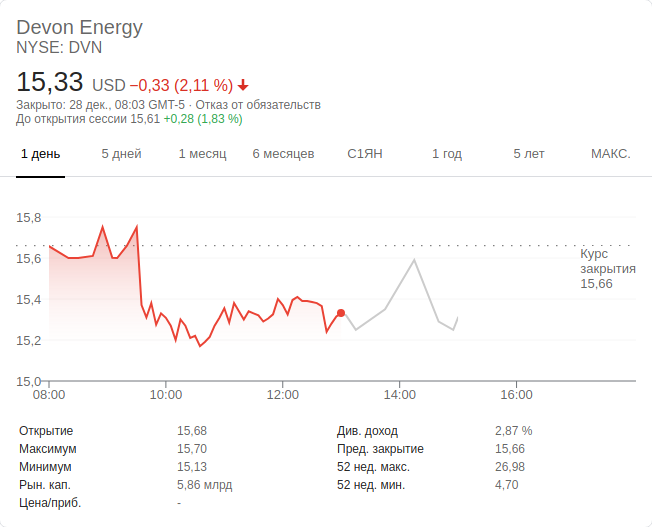 Devon Energy
NYSE: DVN
15,33 USD −0,33 (2,11 %)
Закрыто: 28 дек., 08:03 GMT-5 · Отказ от обязательств
До открытия сессии 15,61 +0,28 (1,83 %)
1 день 5 дней 1 месяц 6 месяцев С1ЯН 1 год 5 лет МАКС.
15,8
15,6
15,4
15,2
15,0
Курс
закрытия
15,66
08:00 10:00 12:00 14:00 16:00
Открытие 15,68 Див. доход 2,87 %
Максимум 15,70 Пред. закрытие 15,66
Минимум 15,13 52 нед. макс. 26,98
Рын. кап. 5,86 млрд 52 нед. мин. 4,70
Цена/приб. -